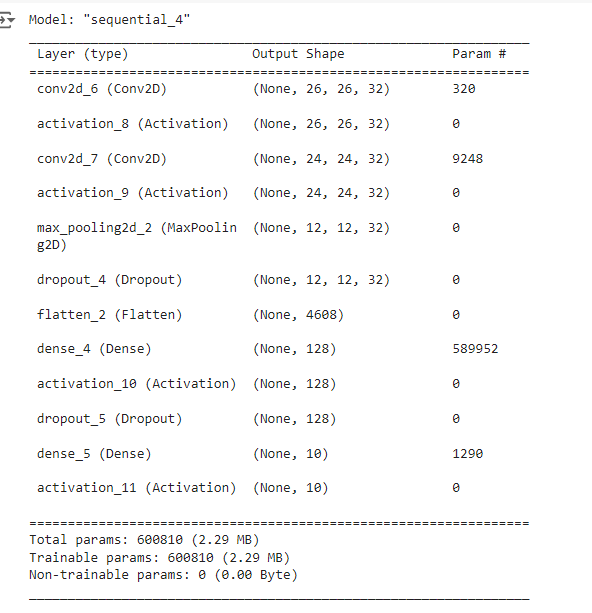 Model: "sequential_4"
Layer (type) Output Shape Param #
conv2d_6 (Conv2D) (None, 26, 26, 32) 320
activation_8 (Activation) (None, 26, 26, 32) 0
conv2d_7 (Conv2D) (None, 24, 24, 32) 9248
activation_9 (Activation) (None, 24, 24, 32) 0
max_pooling2d_2 (MaxPoolin (None, 12, 12, 32) 0
g2D)
dropout_4 (Dropout) (None, 12, 12, 32) 0
flatten_2 (Flatten) (None, 4608) 0
dense_4 (Dense) (None, 128) 589952
activation_10 (Activation) (None, 128) 0
dropout_5 (Dropout) (None, 128) 0
dense_5 (Dense) (None, 10) 1290
activation_11 (Activation) (None, 10) 0
Total params: 600810 (2.29 MB)
Trainable params: 600810 (2.29 MB)
Non-trainable params: 0 (0.00 Byte)